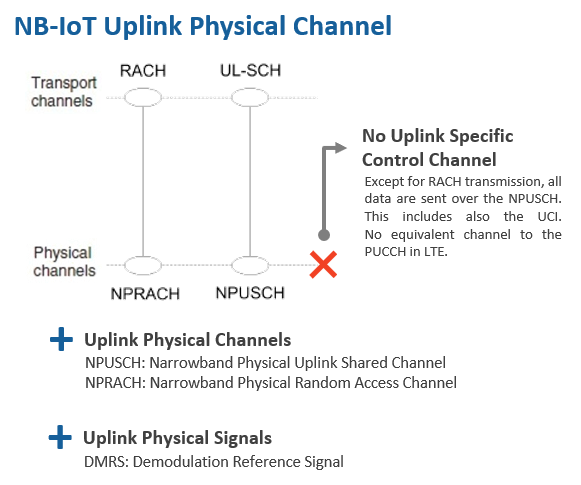 NB-IoT Uplink Physical Channel
RACH
UL-SCH
Transport
channels
No Uplink Specific
Control Channel
Except for RACH transmission, all
data are sent over the NPUSCH.
This includes also the UCI.
No equivalent channel to the
PUCCH in LTE.
Physical
channels
NPRACH
NPUSCH
Uplink Physical Channels
NPUSCH: Narrowband Physical Uplink Shared Channel
NPRACH: Narrowband Physical Random Access Channel
Uplink Physical Signals
DMRS: Demodulation Reference Signal